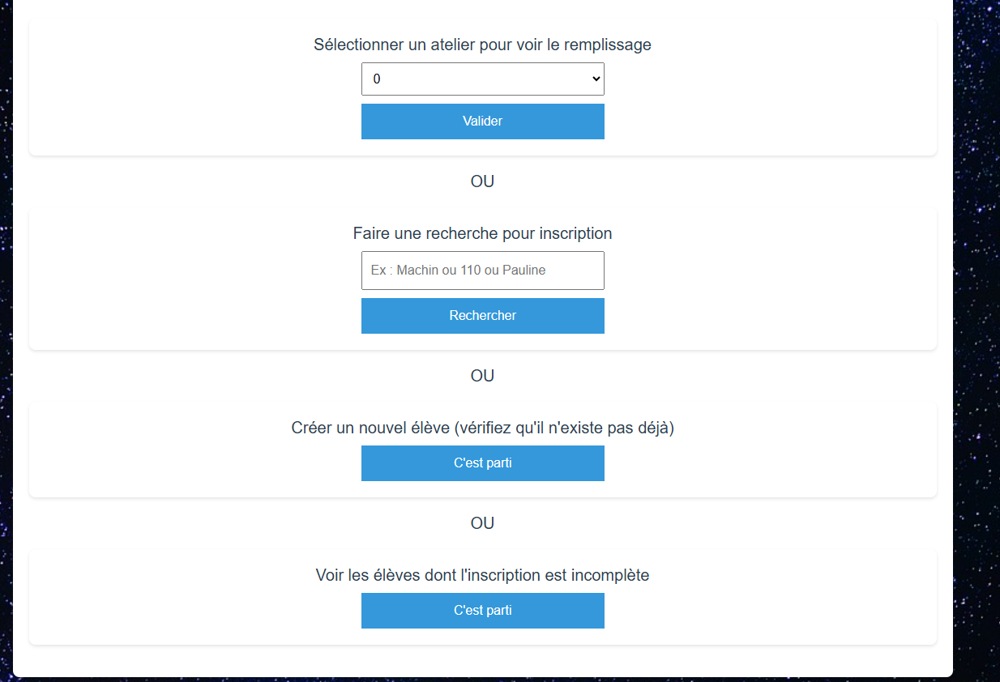 Sélectionner un atelier pour voir le remplissage
0
Valider
OU
Faire une recherche pour inscription
Ex : Machin ou 110 ou Pauline
Rechercher
OU
Créer un nouvel élève (vérifiez qu'il n'existe pas déjà)
C'est parti
OU
Voir les élèves dont l'inscription est incomplète
C'est parti